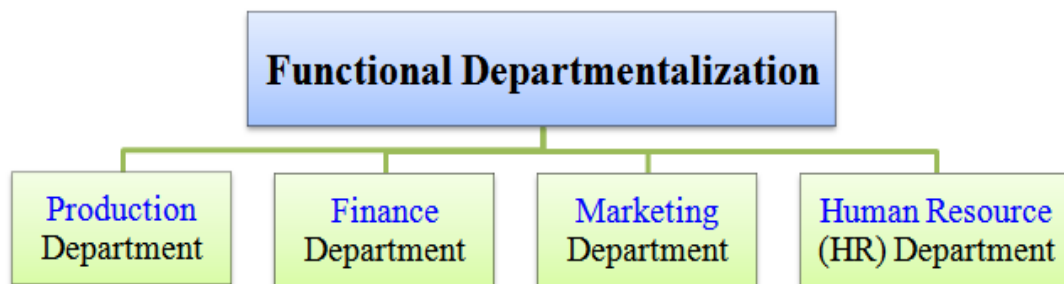 Functional Departmentalization
Production
Department
Finance
Department
Marketing
Department
Human Resource
(HR) Department